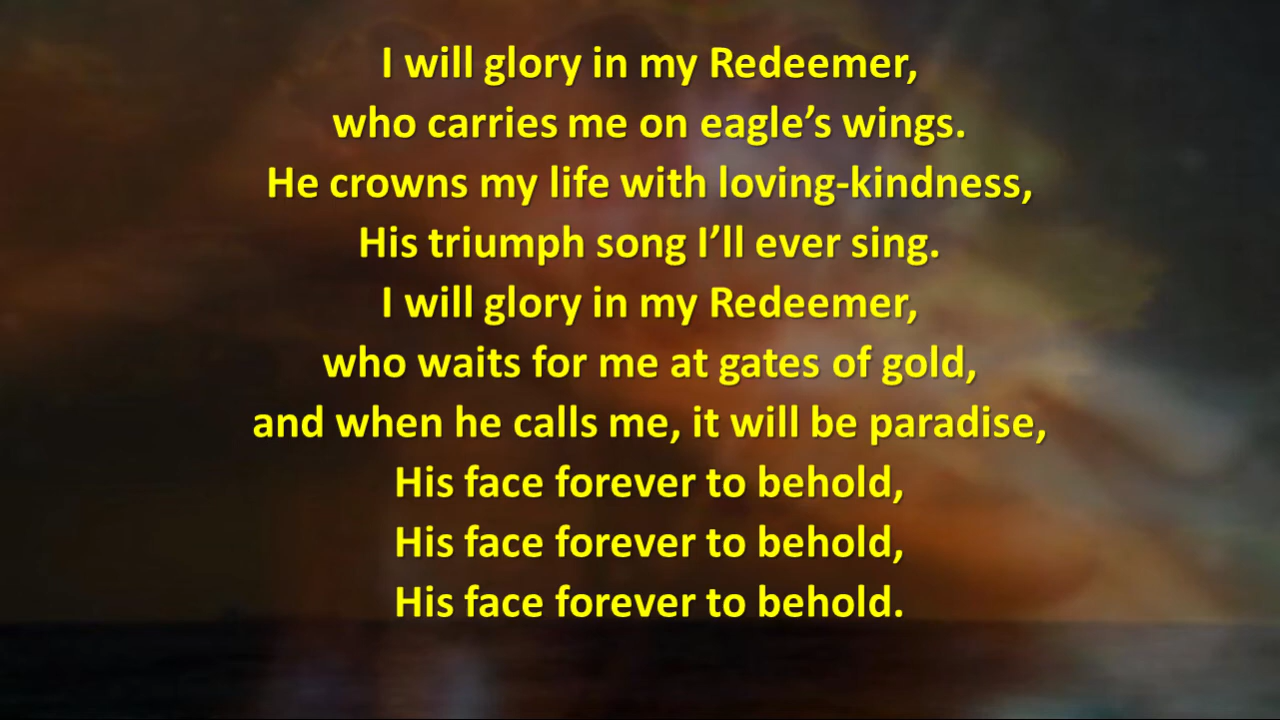 I will glory in my Redeemer,
who carries me on eagle’s wings.
He crowns my life with loving-kindness,
His triumph song I’ll ever sing.
I will glory in my Redeemer,
who waits for me at gates of gold,
and when he calls me, it will be paradise,
His face forever to behold,
His face forever to behold,
His face forever to behold.